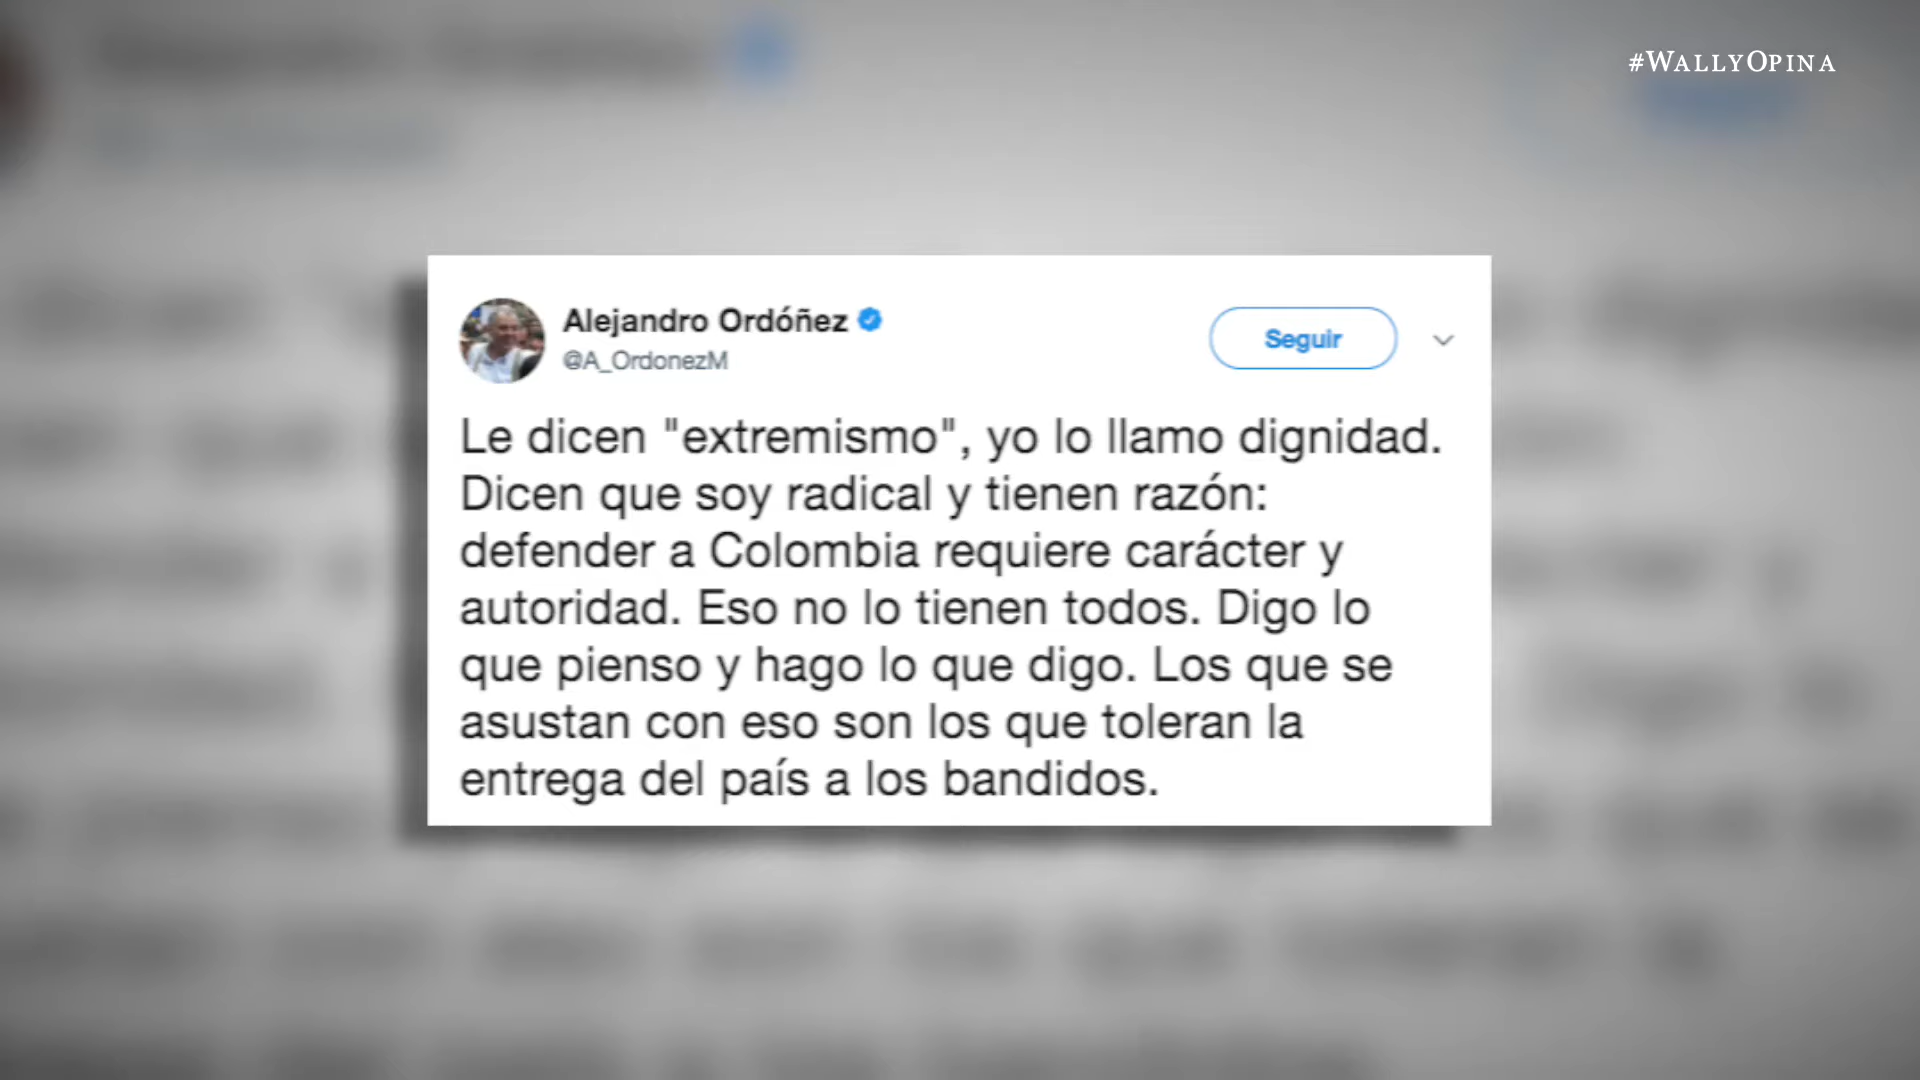 #WALLYOPINA
Alejandro Ordóñez
@A_OrdonezM
Seguir
Le dicen "extremismo", yo lo llamo dignidad.
Dicen que soy radical y tienen razón:
defender a Colombia requiere carácter y
autoridad. Eso no lo tienen todos. Digo lo
que pienso y hago lo que digo. Los que se
asustan con eso son los que toleran la
entrega del país a los bandidos.